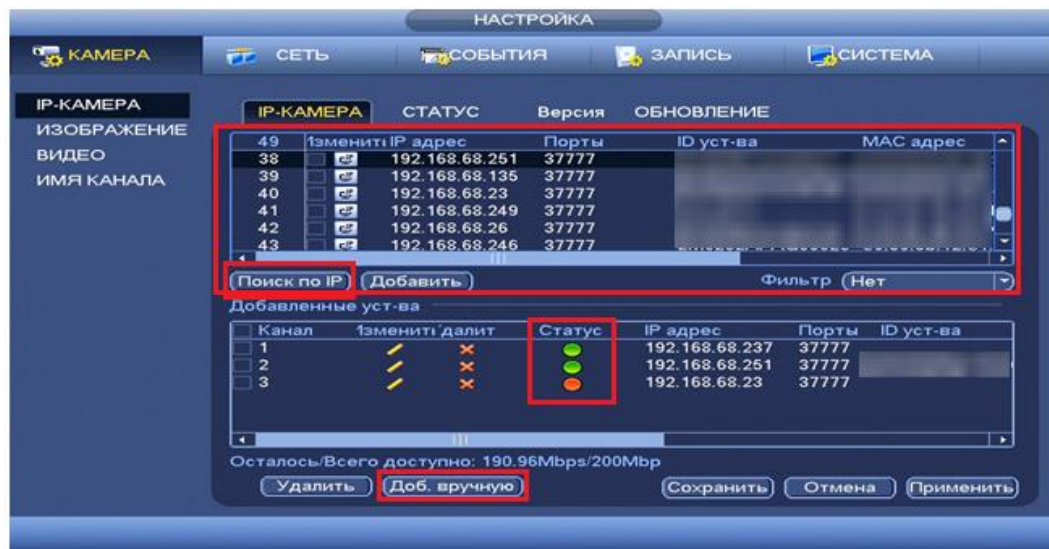 НАСТРОЙКА
КАМЕРА СЕТЬ СОБЫТИЯ ЗАПИСЬ СИСТЕМА
IP-КАМЕРА
ИЗОБРАЖЕНИЕ
ВИДЕО
ИМЯ КАНАЛА
IP-КАМЕРА СТАТУС Версия ОБНОВЛЕНИЕ
49 Iзменити IP адрес Порты ID уст-ва MAC адрес
38 192.168.68.251 37777
39 192.168.68.135 37777
40 192.168.68.23 37777
41 192.168.68.249 37777
42 192.168.68.26 37777
43 192.168.68.246 37777
Поиск по IP Добавить Фильтр Нет
Добавленные уст-ва
Канал Iзменитı далит Статус IP адрес Порты ID уст-ва
1 192.168.68.237 37777
2 192.168.68.251 37777
3 192.168.68.23 37777
Осталось/Всего доступно: 190.96Mbps/200Mbp
Удалить Доб. вручную Сохранить Отмена Применить